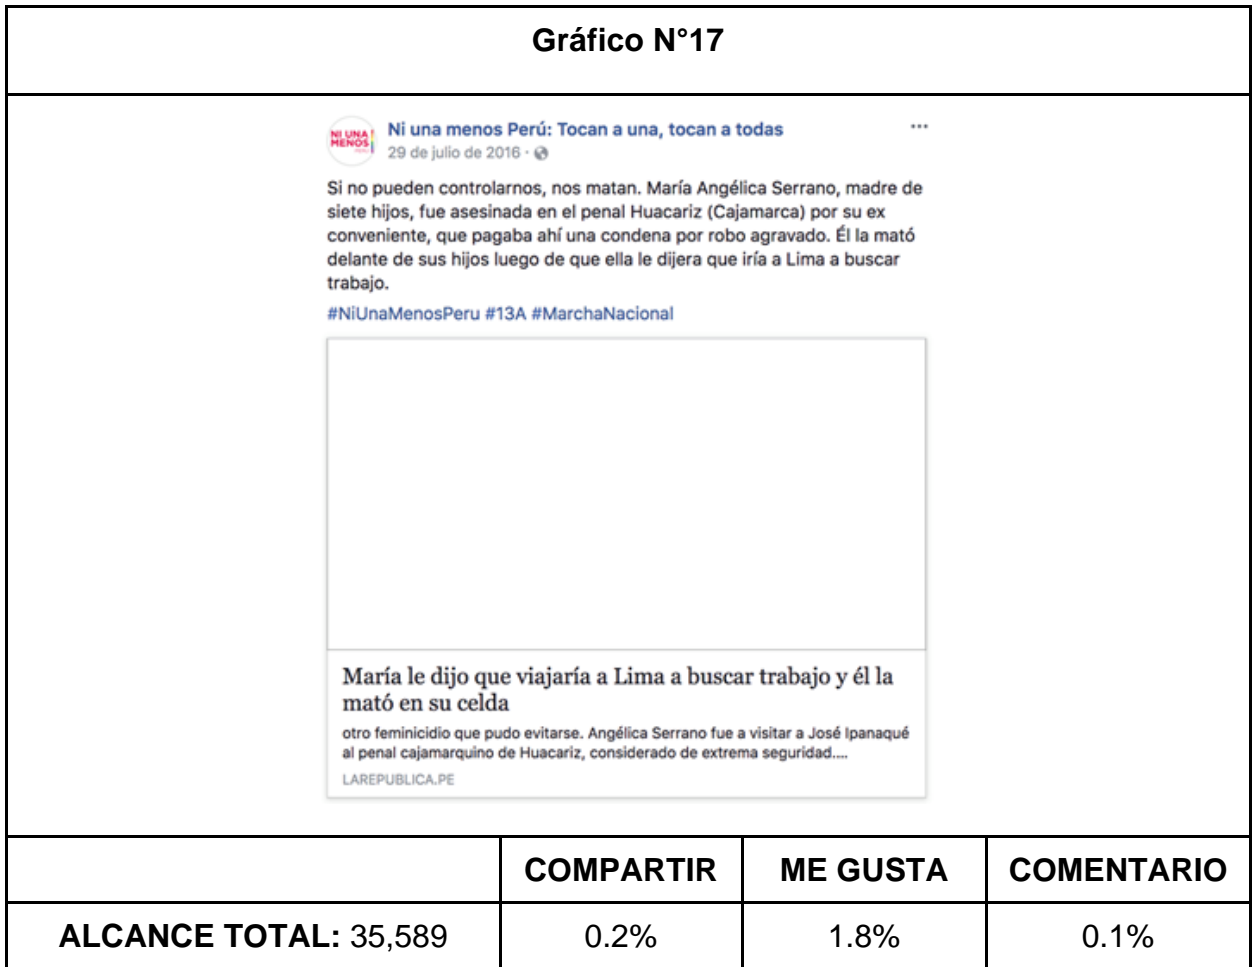 Gráfico N°17
NI UNA
MENOS
Ni una menos Perú: Tocan a una, tocan a todas
29 de julio de 2016 ·
Si no pueden controlarnos, nos matan. María Angélica Serrano, madre de
siete hijos, fue asesinada en el penal Huacariz (Cajamarca) por su ex
conveniente, que pagaba ahí una condena por robo agravado. Él la mató
delante de sus hijos luego de que ella le dijera que iría a Lima a buscar
trabajo.
#NiUnaMenosPeru #13A #MarchaNacional
María le dijo que viajaría a Lima a buscar trabajo y él la
mató en su celda
otro feminicidio que pudo evitarse. Angélica Serrano fue a visitar a José Ipanaqué
al penal cajamarquino de Huacariz, considerado de extrema seguridad....
LAREPUBLICA.PE
COMPARTIR ME GUSTA COMENTARIO
ALCANCE TOTAL: 35,589 0.2% 1.8% 0.1%